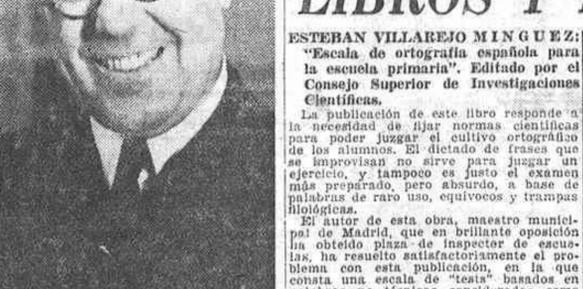 LIBROS Y
ESTEBAN VILLAREJO MINGUEZ:
"Escala de ortografía española para
la escuela primaria". Editado por el
Consejo Superior de Investigaciones
Científicas.
La publicación de este libro responde a
la necesidad de fijar normas científicas
para poder juzgar el cultivo ortográfico
de los alumnos. El dictado de frases que
se improvisan no sirve para juzgar un
ejercicio, y tampoco es justo el examen
más preparado, pero absurdo, a base de
palabras de raro uso, equívocos y trampas
filológicas.
El autor de esta obra, maestro munici-
pal de Madrid, que en brillante oposición
ha obtenido plaza de inspector de escue-
las, ha resuelto satisfactoriamente el pro-
blema con esta publicación, en la que
consta una escala de "tests" basados en